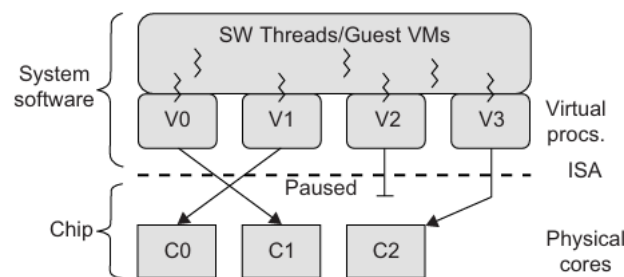 SW Threads/Guest VMs
System
software
V0 V1 V2 V3
Virtual
procs.
ISA
Paused
Chip
C0 C1 C2
Physical
cores